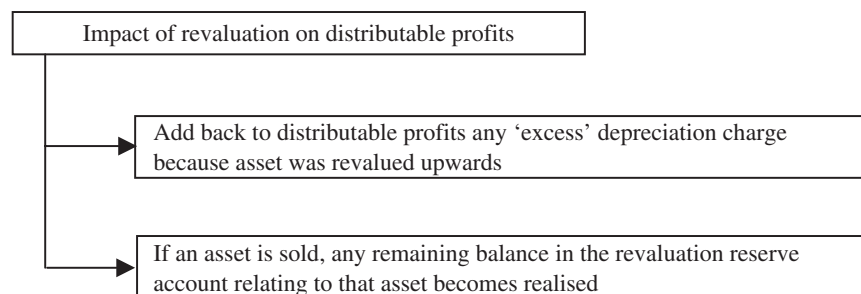 Impact of revaluation on distributable profits
Add back to distributable profits any ‘excess’ depreciation charge
because asset was revalued upwards
If an asset is sold, any remaining balance in the revaluation reserve
account relating to that asset becomes realised